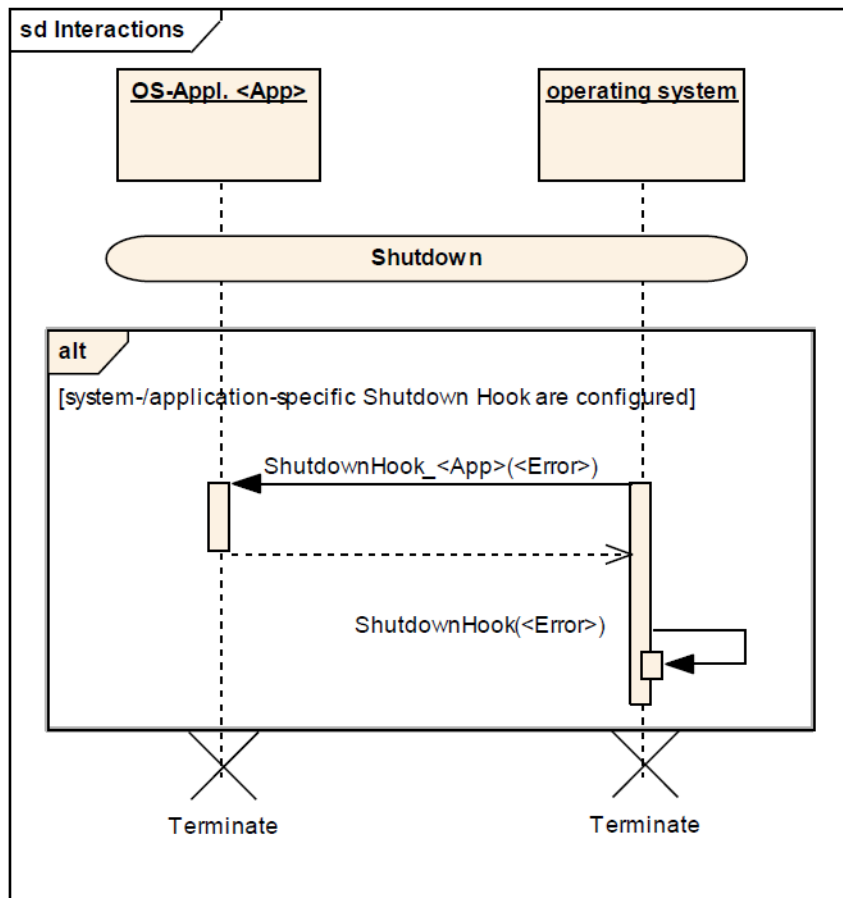 sd Interactions
OS-Appl. <App>
operating system
Shutdown
alt
[system-/application-specific Shutdown Hook are configured]
ShutdownHook_<App>(<Error>)
ShutdownHook(<Error>)
Terminate
Terminate